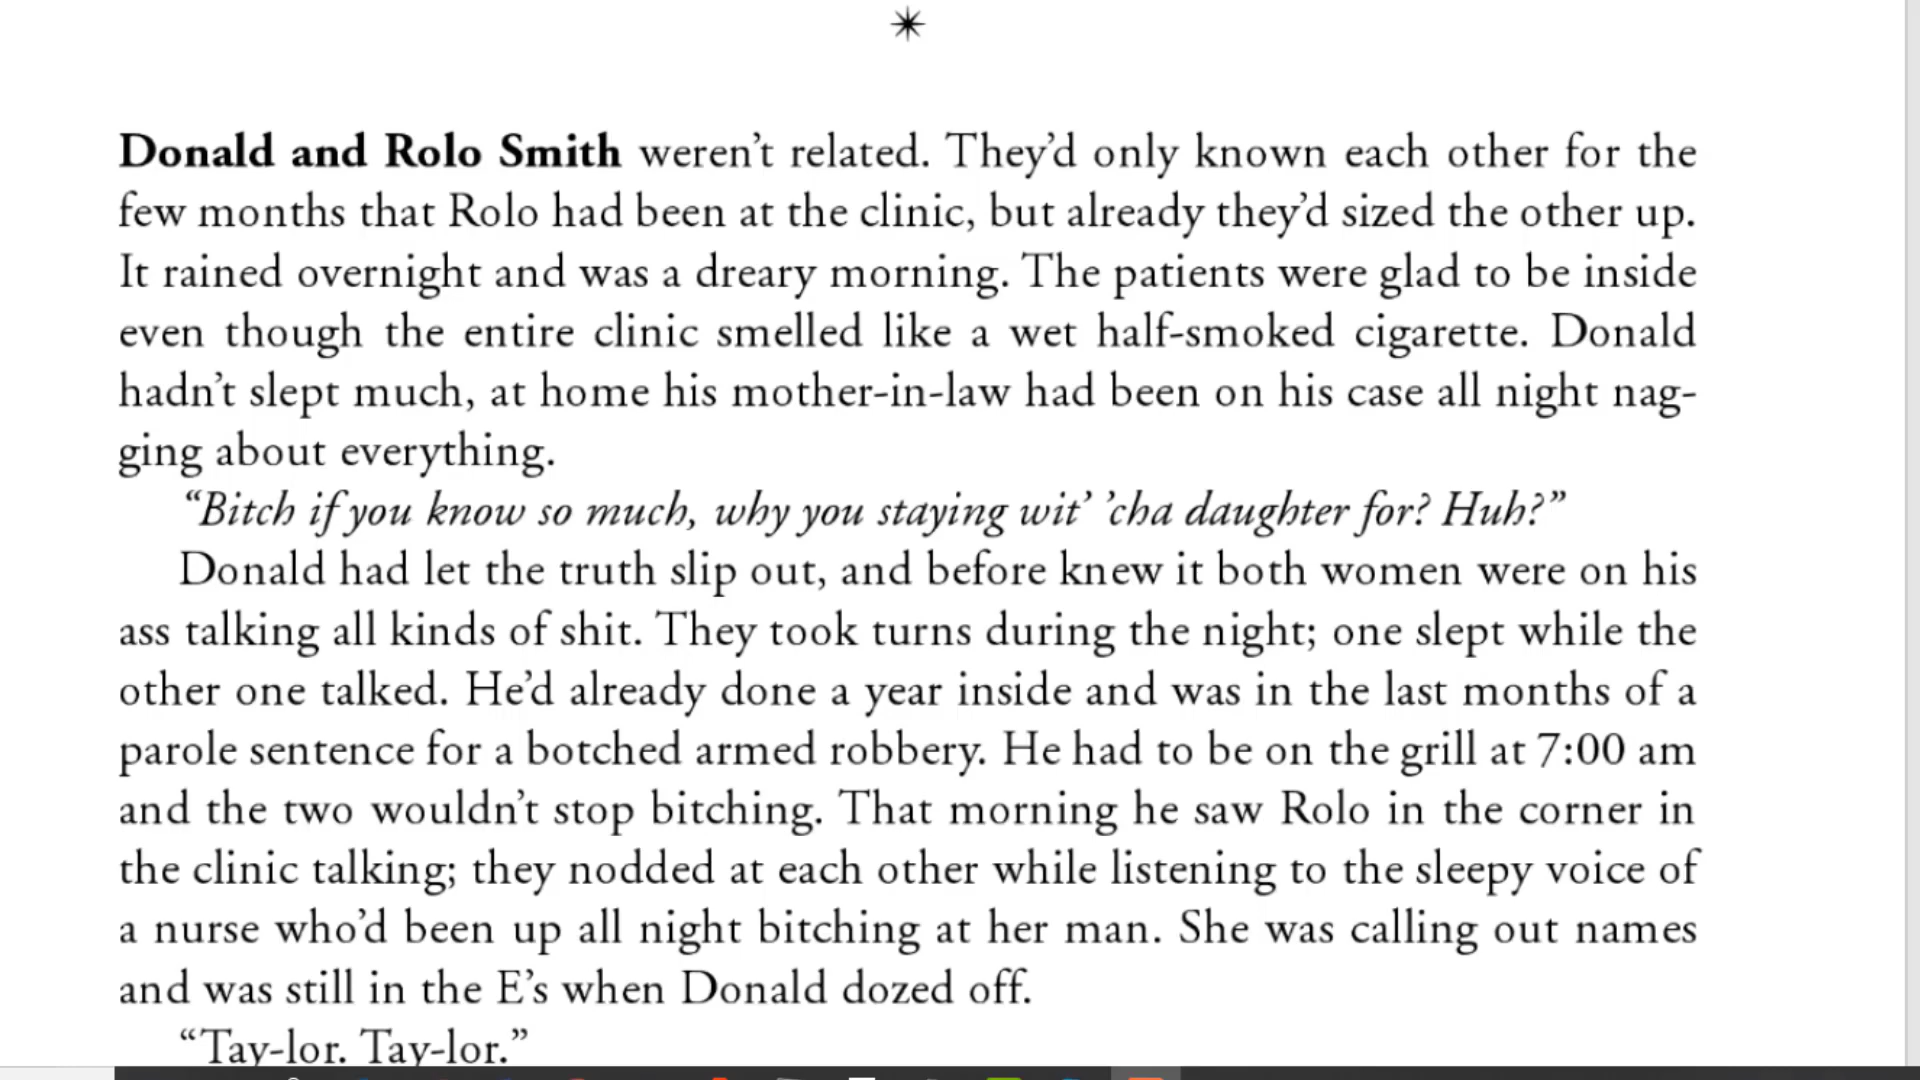 Donald and Rolo Smith weren’t related. They’d only known each other for the
few months that Rolo had been at the clinic, but already they’d sized the other up.
It rained overnight and was a dreary morning. The patients were glad to be inside
even though the entire clinic smelled like a wet half-smoked cigarette. Donald
hadn’t slept much, at home his mother-in-law had been on his case all night nag-
ging about everything.
“Bitch if you know so much, why you staying wit’ ’cha daughter for? Huh?”
Donald had let the truth slip out, and before knew it both women were on his
ass talking all kinds of shit. They took turns during the night; one slept while the
other one talked. He’d already done a year inside and was in the last months of a
parole sentence for a botched armed robbery. He had to be on the grill at 7:00 am
and the two wouldn’t stop bitching. That morning he saw Rolo in the corner in
the clinic talking; they nodded at each other while listening to the sleepy voice of
a nurse who’d been up all night bitching at her man. She was calling out names
and was still in the E’s when Donald dozed off.
“Tay-lor. Tay-lor.”